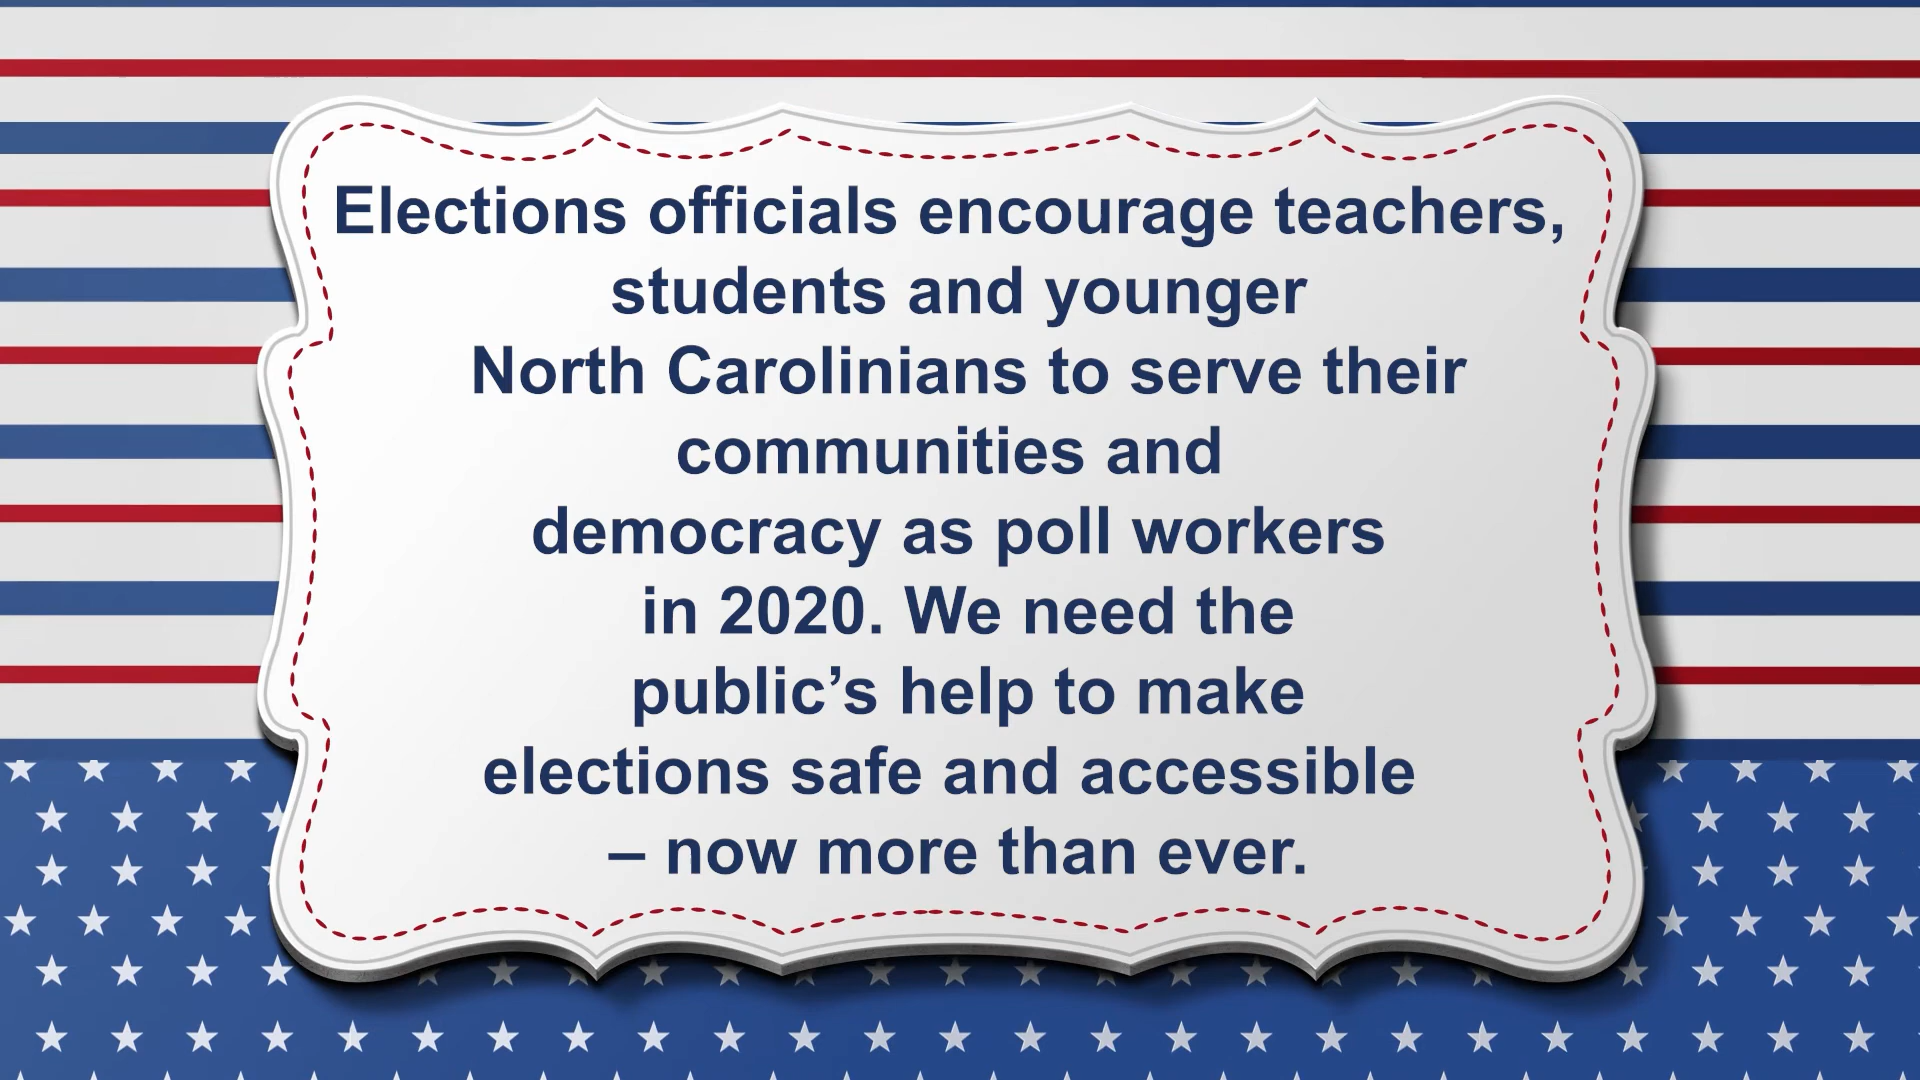 Elections officials encourage teachers,
students and younger
North Carolinians to serve their
communities and
democracy as poll workers
in 2020. We need the
public’s help to make
elections safe and accessible
– now more than ever.